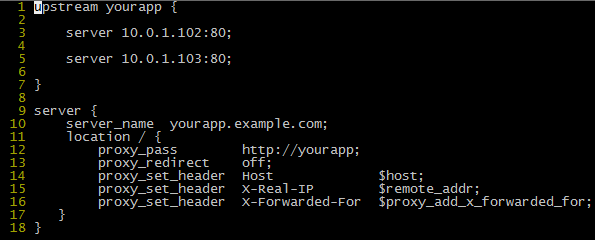 1 upstream yourapp {
2
3     server 10.0.1.102:80;
4
5     server 10.0.1.103:80;
6
7 }
8
9 server {
10     server_name  yourapp.example.com;
11     location / {
12         proxy_pass        http://yourapp;
13         proxy_redirect    off;
14         proxy_set_header  Host             $host;
15         proxy_set_header  X-Real-IP        $remote_addr;
16         proxy_set_header  X-Forwarded-For  $proxy_add_x_forwarded_for;
17    }
18 }